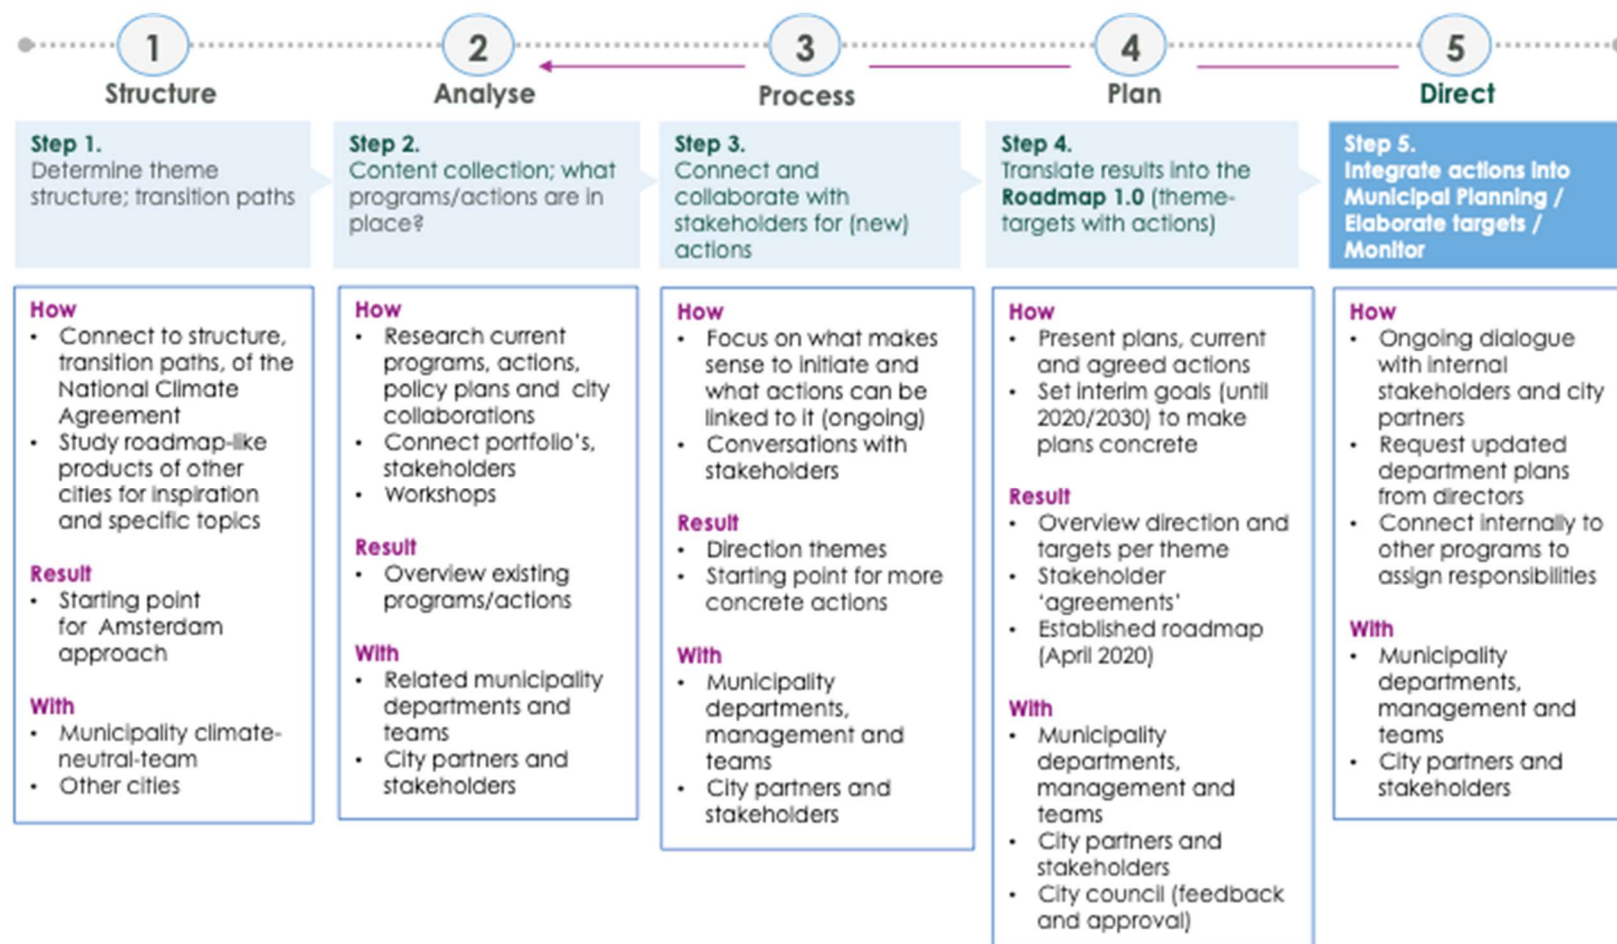 1
Structure
2
Analyse
3
Process
4
Plan
5
Direct
Step 1.
Determine theme
structure; transition paths
Step 2.
Content collection; what
programs/actions are in
place?
Step 3.
Connect and
collaborate with
stakeholders for (new)
actions
Step 4.
Translate results into the
Roadmap 1.0 (theme-
targets with actions)
Step 5.
Integrate actions into
Municipal Planning /
Elaborate targets /
Monitor
How
• Connect to structure,
transition paths, of the
National Climate
Agreement
• Study roadmap-like
products of other
cities for inspiration
and specific topics
Result
• Starting point
for Amsterdam
approach
With
• Municipality climate-
neutral-team
• Other cities
How
• Research current
programs, actions,
policy plans and city
collaborations
• Connect portfolio's,
stakeholders
• Workshops
Result
• Overview existing
programs/actions
With
• Related municipality
departments and
teams
• City partners and
stakeholders
How
• Focus on what makes
sense to initiate and
what actions can be
linked to it (ongoing)
• Conversations with
stakeholders
Result
• Direction themes
• Starting point for more
concrete actions
With
• Municipality
departments,
management and
teams
• City partners and
stakeholders
How
• Present plans, current
and agreed actions
• Set interim goals (until
2020/2030) to make
plans concrete
Result
• Overview direction and
targets per theme
• Stakeholder
'agreements'
• Established roadmap
(April 2020)
With
• Municipality
departments,
management and
teams
• City partners and
stakeholders
• City council (feedback
and approval)
How
• Ongoing dialogue
with internal
stakeholders and city
partners
• Request updated
department plans
from directors
• Connect internally to
other programs to
assign responsibilities
With
• Municipality
departments,
management and
teams
• City partners and
stakeholders